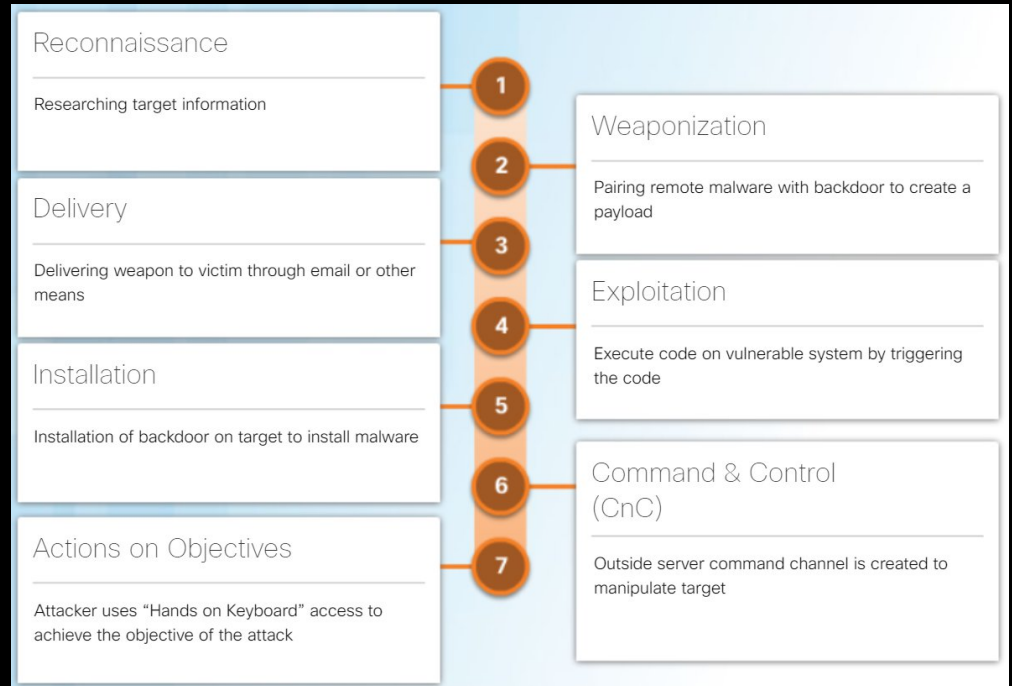 Reconnaissance
Researching target information
1
Weaponization
Pairing remote malware with backdoor to create a
payload
2
Delivery
Delivering weapon to victim through email or other
means
3
Exploitation
Execute code on vulnerable system by triggering
the code
4
Installation
Installation of backdoor on target to install malware
5
Command & Control
(CnC)
Outside server command channel is created to
manipulate target
6
Actions on Objectives
Attacker uses “Hands on Keyboard” access to
achieve the objective of the attack
7